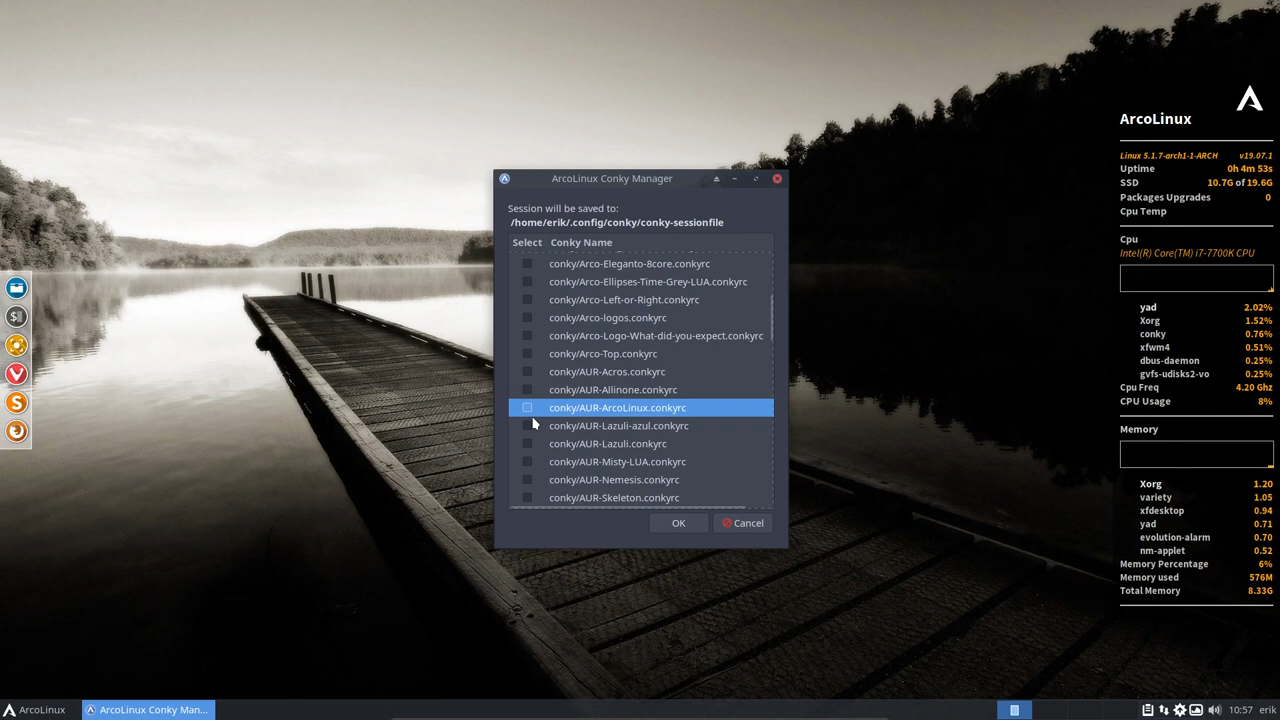 ArcoLinux Conky Manager
Session will be saved to:
/home/erik/.config/conky/conky-sessionfile
Select Conky Name
conky/Arco-Eleganto-8core.conkyrc
conky/Arco-Ellipses-Time-Grey-LUA.conkyrc
conky/Arco-Left-or-Right.conkyrc
conky/Arco-logos.conkyrc
conky/Arco-Logo-What-did-you-expect.conkyrc
conky/Arco-Top.conkyrc
conky/AUR-Acros.conkyrc
conky/AUR-Allinone.conkyrc
conky/AUR-ArcoLinux.conkyrc
conky/AUR-Lazuli-azul.conkyrc
conky/AUR-Lazuli.conkyrc
conky/AUR-Misty-LUA.conkyrc
conky/AUR-Nemesis.conkyrc
conky/AUR-Skeleton.conkyrc
OK Cancel
ArcoLinux
Linux 5.1.7-arch1-1-ARCH v19.07.1
Uptime 0h 4m 53s
SSD 10.7G of 19.6G
Packages Upgrades 0
Cpu Temp
Cpu
Intel(R) Core(TM) i7-7700K CPU
yad 2.02%
Xorg 1.52%
conky 0.76%
xfwm4 0.51%
dbus-daemon 0.25%
gvfs-udisks2-vo 0.25%
Cpu Freq 4.20 Ghz
CPU Usage 8%
Memory
Xorg 1.20
variety 1.05
xfdesktop 0.94
yad 0.71
evolution-alarm 0.70
nm-applet 0.52
Memory Percentage 6%
Memory used 576M
Total Memory 8.33G
ArcoLinux
ArcoLinux Conky Man...
10:57 erik